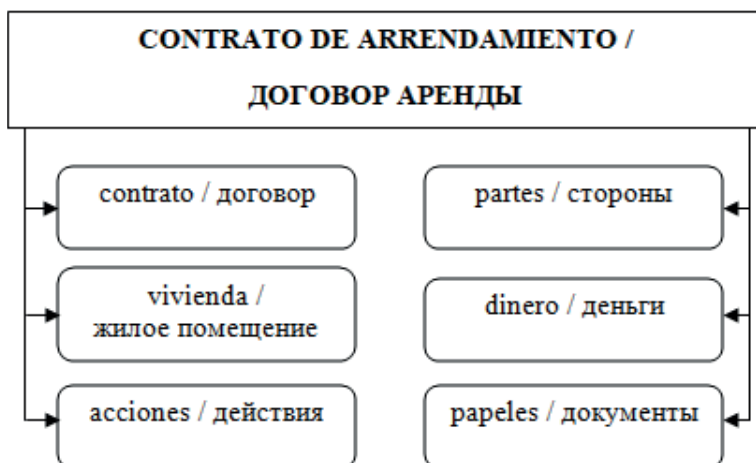 CONTRATO DE ARRENDAMIENTO /
ДОГОВОР АРЕНДЫ
contrato / договор
partes / стороны
vivienda /
жилое помещение
dinero / деньги
acciones / действия
papeles / документы